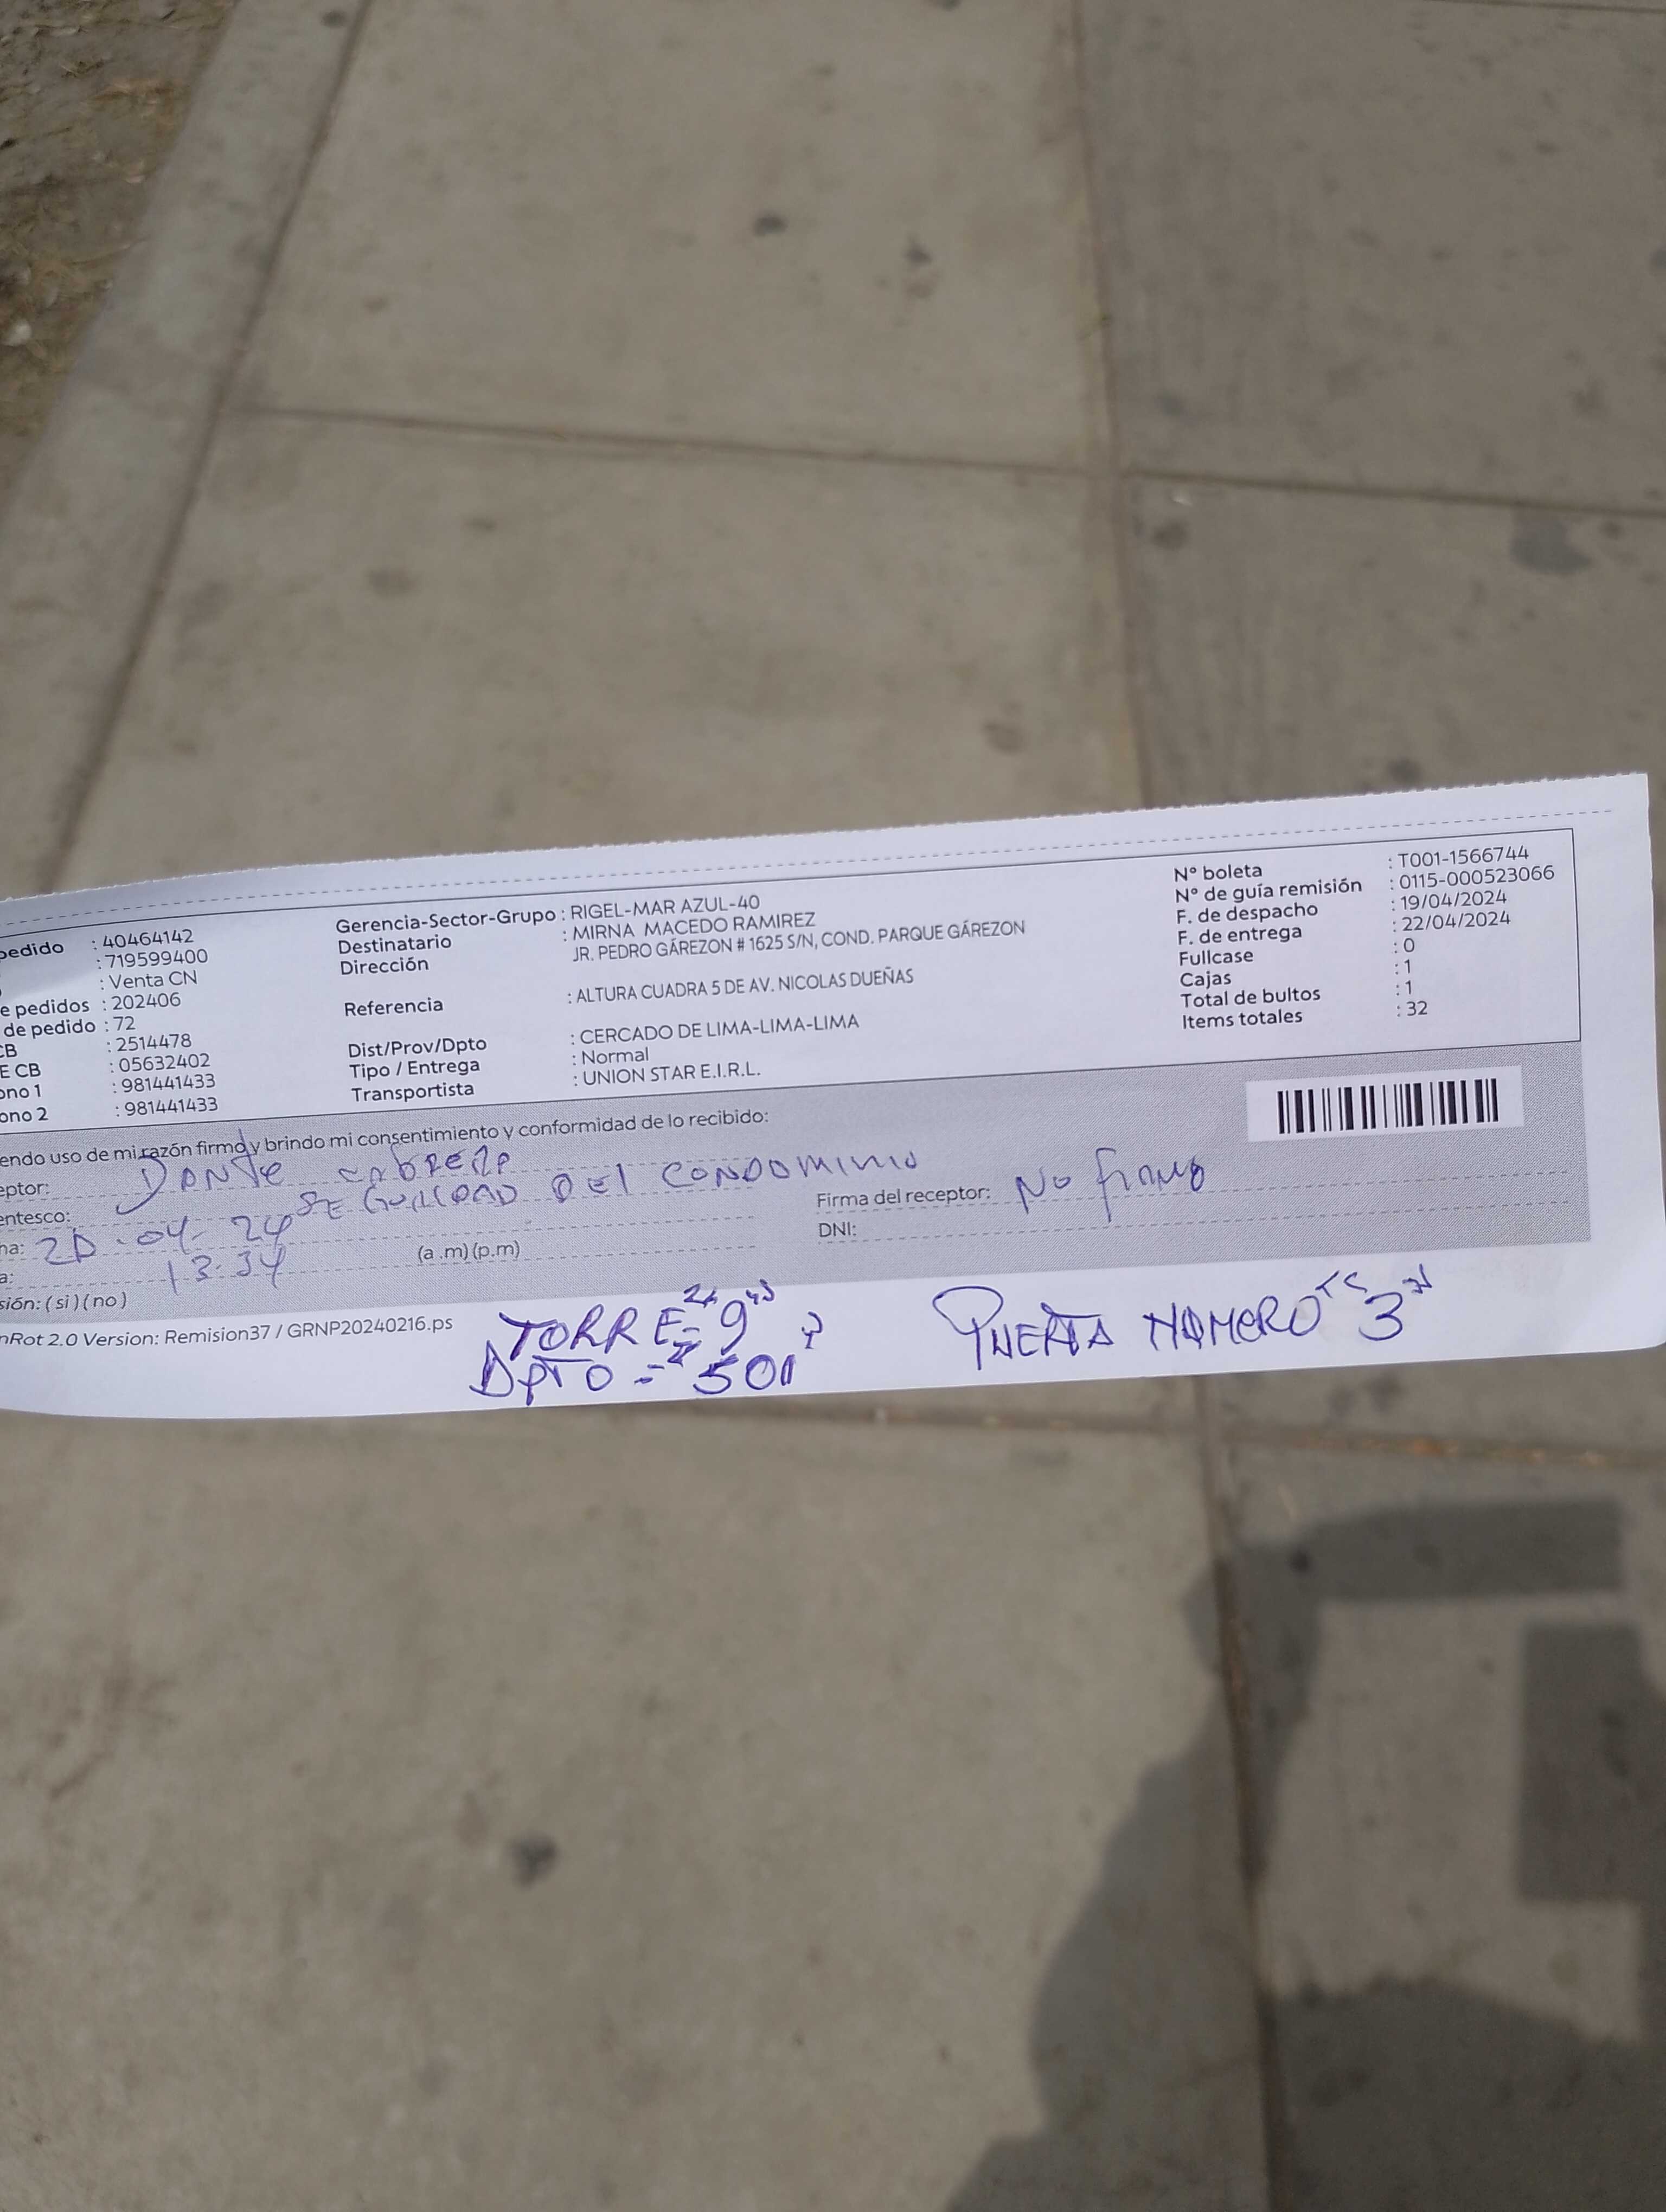 pedido : 40464142
: 719599400
: Venta CN
e pedidos : 202406
de pedido : 72
CB : 2514478
E CB : 05632402
ono 1 : 981441433
ono 2 : 981441433
Gerencia-Sector-Grupo : RIGEL-MAR AZUL-40
Destinatario : MIRNA MACEDO RAMIREZ
Dirección JR. PEDRO GÁREZON # 1625 S/N, COND. PARQUE GÁREZON
Referencia : ALTURA CUADRA 5 DE AV. NICOLAS DUEÑAS
Dist/Prov/Dpto : CERCADO DE LIMA-LIMA-LIMA
Tipo / Entrega : Normal
Transportista : UNION STAR E.I.R.L.
N° boleta : T001-1566744
N° de guía remisión : 0115-000523066
F. de despacho : 19/04/2024
F. de entrega : 22/04/2024
Fullcase : 0
Cajas : 1
Total de bultos : 1
Items totales : 32
endo uso de mi razón firmo y brindo mi consentimiento y conformidad de lo recibido:
eptor: DANTE CABRERA
entesco: SEGURIDAD DEL CONDOMINIO
na: 20-04-24
a: 13:34 (a .m) (p.m)
Firma del receptor: No firmo
DNI:
sión: ( si ) ( no )
nRot 2.0 Version: Remision37 / GRNP20240216.ps
TORRE= "9"
DPTO = "501"
PUERTA NUMERO "3"